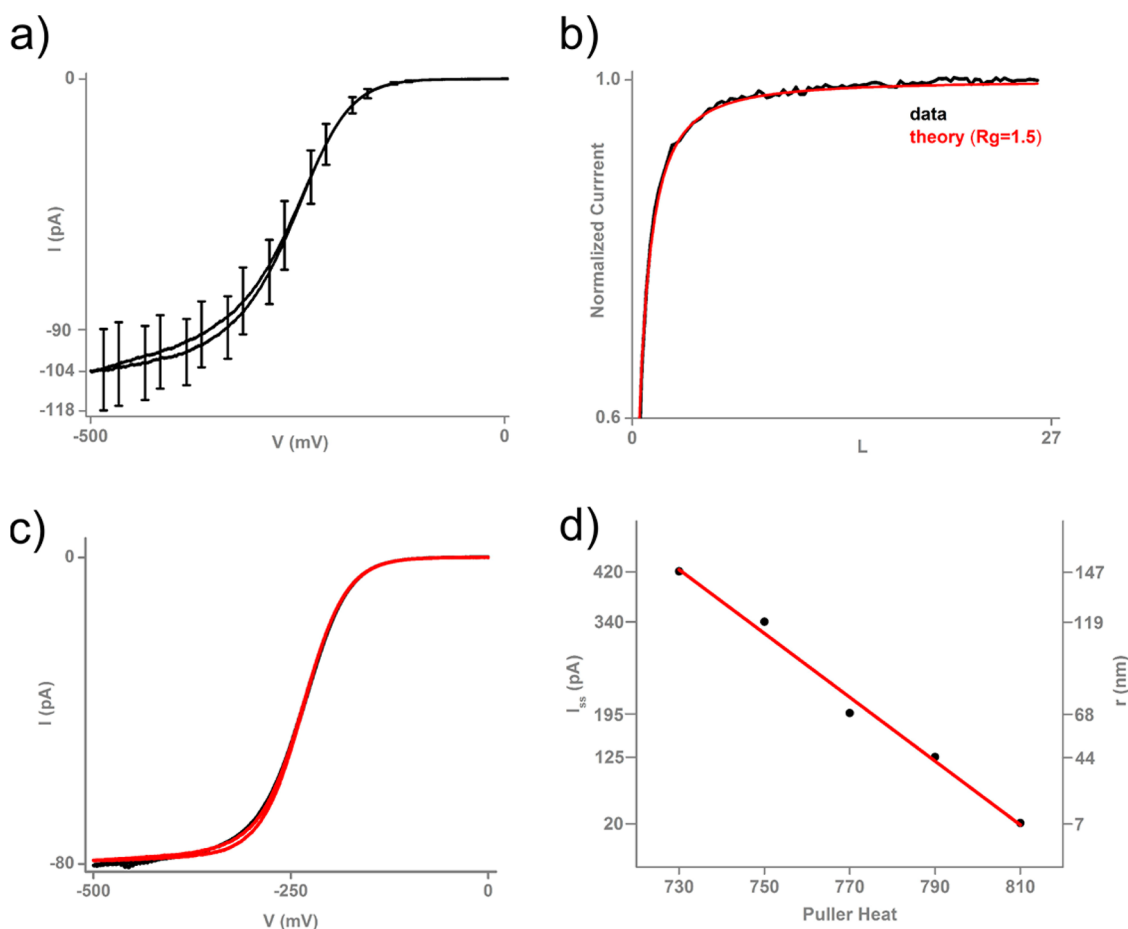 a)
0
I (pA)
-90
-104
-118
-500
0
V (mV)
b)
1.0
Normalized Currrent
data
theory (Rg=1.5)
0.6
0
L
27
c)
0
I (pA)
-80
-500
-250
0
V (mV)
d)
420
340
195
125
20
I_ss (pA)
147
119
68
44
7
r (nm)
730
750
770
790
810
Puller Heat